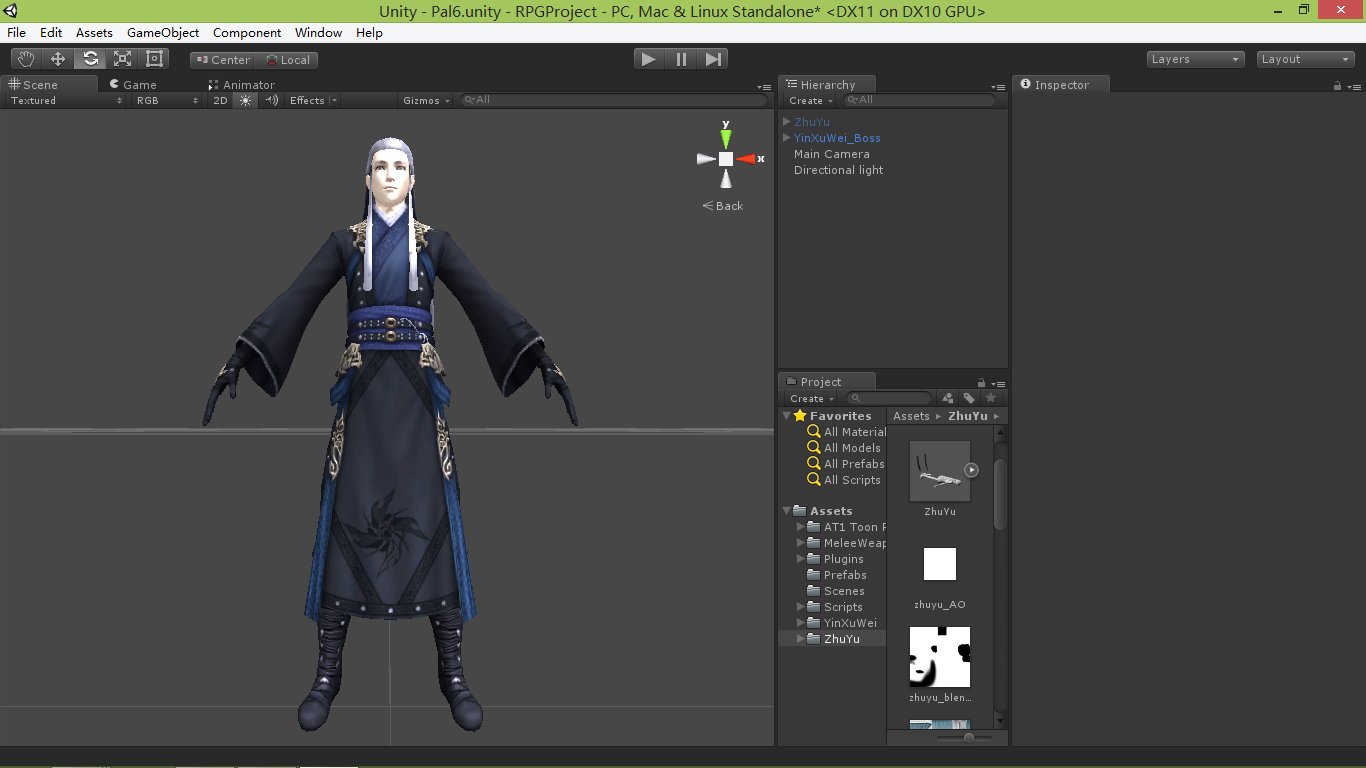 Unity - Pal6.unity - RPGProject - PC, Mac & Linux Standalone* <DX11 on DX10 GPU>
File Edit Assets GameObject Component Window Help
Center Local
Layers Layout
Scene Game Animator
Textured RGB 2D Effects Gizmos All
y
x
Back
Hierarchy
Create All
ZhuYu
YinXuWei_Boss
Main Camera
Directional light
Inspector
Project
Create
Favorites
All Material
All Models
All Prefabs
All Scripts
Assets
AT1 Toon F
MeleeWeap
Plugins
Prefabs
Scenes
Scripts
YinXuWei
ZhuYu
Assets ZhuYu
ZhuYu
zhuyu_AO
zhuyu_blen...